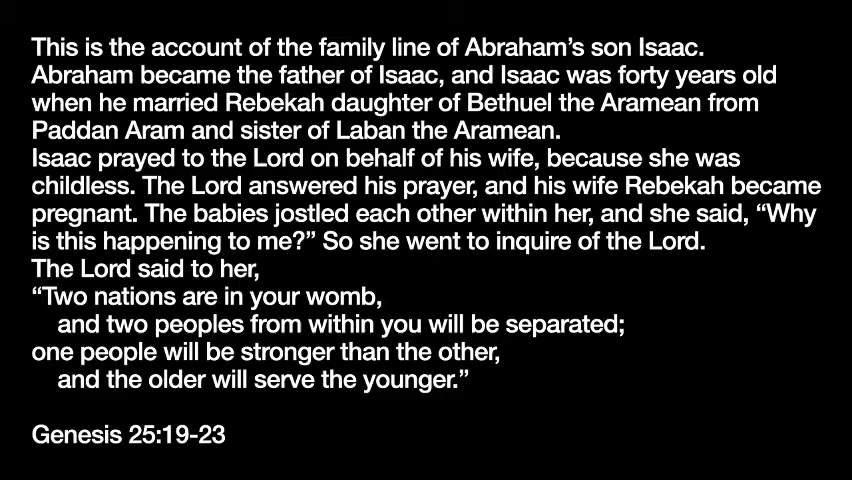 This is the account of the family line of Abraham’s son Isaac.
Abraham became the father of Isaac, and Isaac was forty years old
when he married Rebekah daughter of Bethuel the Aramean from
Paddan Aram and sister of Laban the Aramean.
Isaac prayed to the Lord on behalf of his wife, because she was
childless. The Lord answered his prayer, and his wife Rebekah became
pregnant. The babies jostled each other within her, and she said, “Why
is this happening to me?” So she went to inquire of the Lord.
The Lord said to her,
“Two nations are in your womb,
and two peoples from within you will be separated;
one people will be stronger than the other,
and the older will serve the younger.”
Genesis 25:19-23